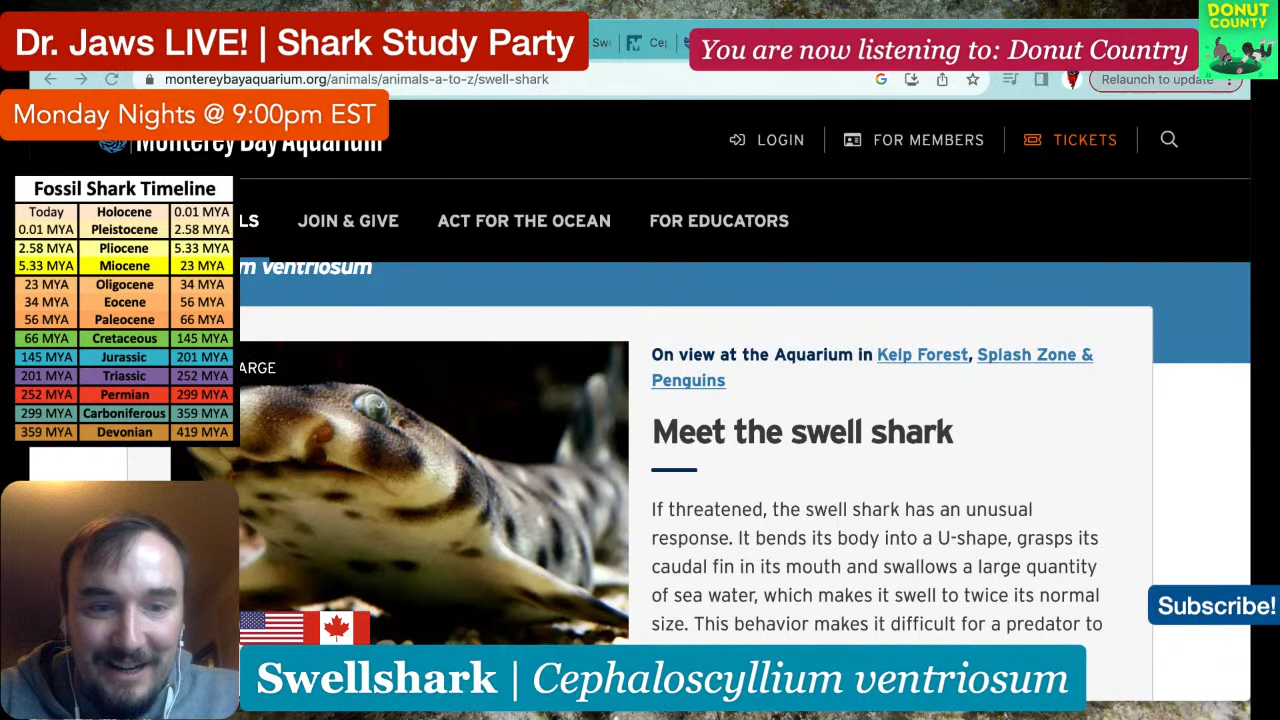 Dr. Jaws LIVE! | Shark Study Party
Swe
Ce
You are now listening to: Donut Country
DONUT
COUNTY
montereybayaquarium.org/animals/animals-a-to-z/swell-shark
Relaunch to update
Monday Nights @ 9:00pm EST
Monterey Bay Aquarium
LOGIN
FOR MEMBERS
TICKETS
Fossil Shark Timeline
Today Holocene 0.01 MYA
0.01 MYA Pleistocene 2.58 MYA
2.58 MYA Pliocene 5.33 MYA
5.33 MYA Miocene 23 MYA
23 MYA Oligocene 34 MYA
34 MYA Eocene 56 MYA
56 MYA Paleocene 66 MYA
66 MYA Cretaceous 145 MYA
145 MYA Jurassic 201 MYA
201 MYA Triassic 252 MYA
252 MYA Permian 299 MYA
299 MYA Carboniferous 359 MYA
359 MYA Devonian 419 MYA
LS
JOIN & GIVE
ACT FOR THE OCEAN
FOR EDUCATORS
m ventriosum
ARGE
On view at the Aquarium in Kelp Forest, Splash Zone &
Penguins
Meet the swell shark
If threatened, the swell shark has an unusual
response. It bends its body into a U-shape, grasps its
caudal fin in its mouth and swallows a large quantity
of sea water, which makes it swell to twice its normal
size. This behavior makes it difficult for a predator to
Subscribe!
Swellshark | Cephaloscyllium ventriosum